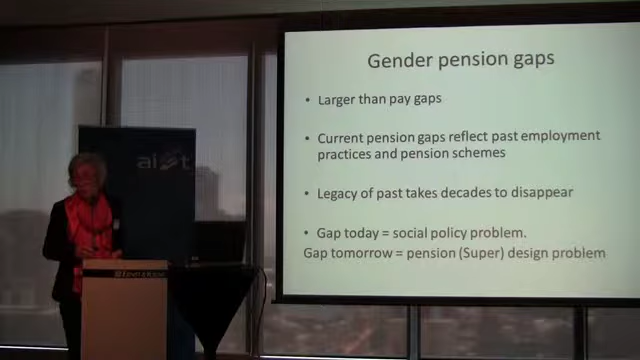 Gender pension gaps
• Larger than pay gaps
• Current pension gaps reflect past employment
practices and pension schemes
• Legacy of past takes decades to disappear
• Gap today = social policy problem.
Gap tomorrow = pension (Super) design problem
aist